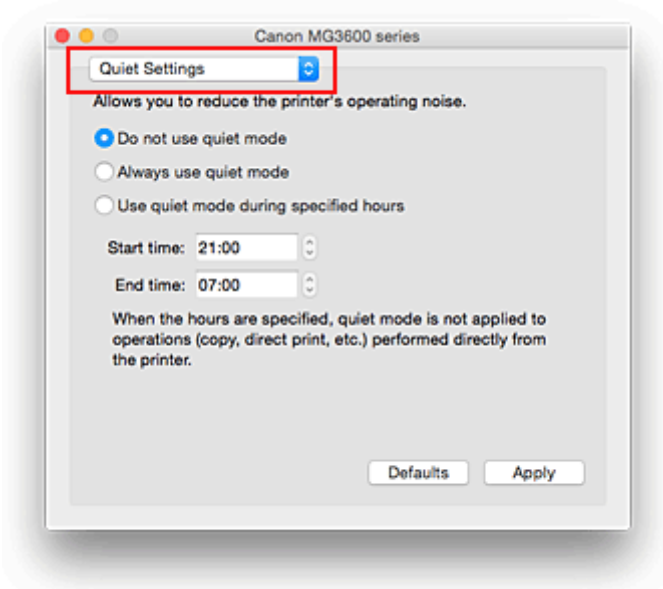 Canon MG3600 series
Quiet Settings
Allows you to reduce the printer's operating noise.
Do not use quiet mode
Always use quiet mode
Use quiet mode during specified hours
Start time: 21:00
End time: 07:00
When the hours are specified, quiet mode is not applied to
operations (copy, direct print, etc.) performed directly from
the printer.
Defaults Apply